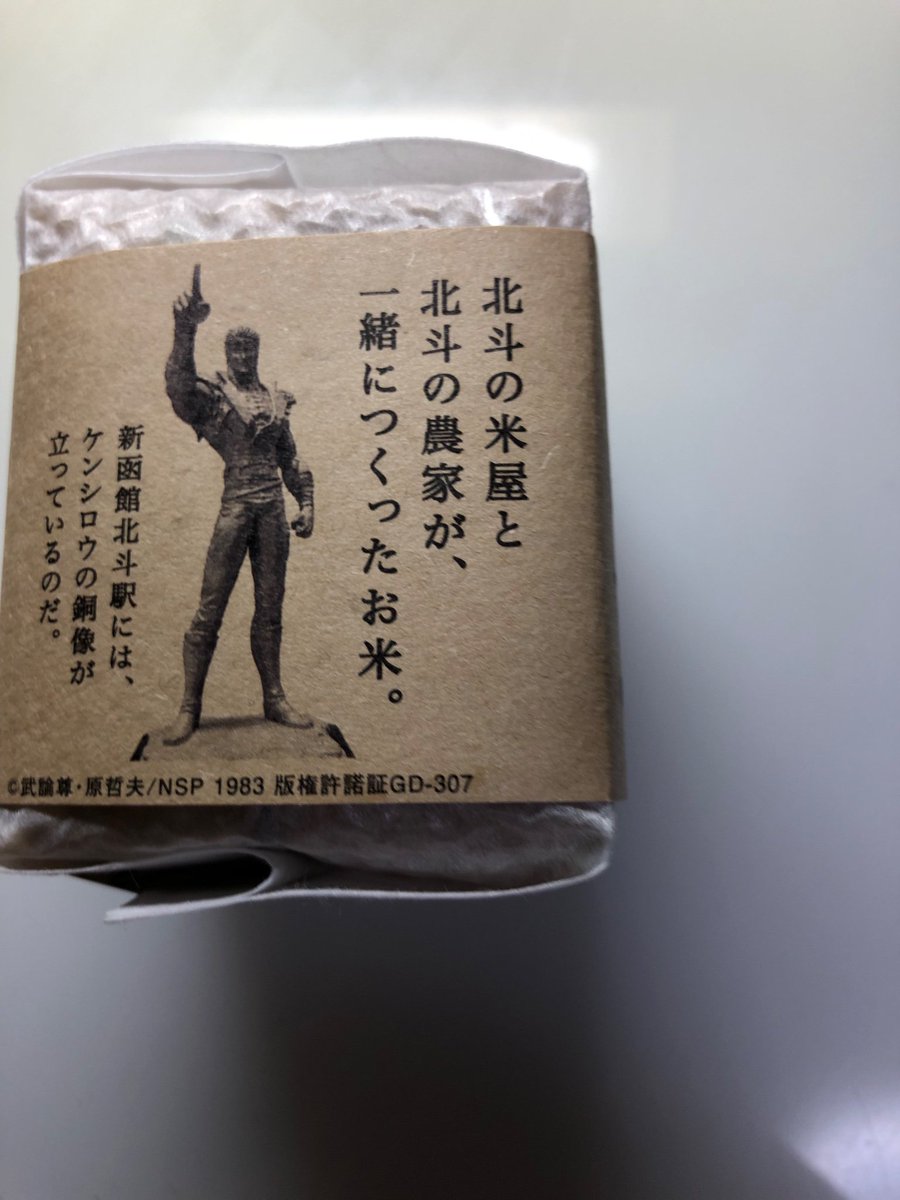 北斗の米屋と
北斗の農家が、
一緒につくったお米。
新函館北斗駅には、
ケンシロウの銅像が
立っているのだ。
©武論尊・原哲夫/NSP 1983 版権許諾証GD-307